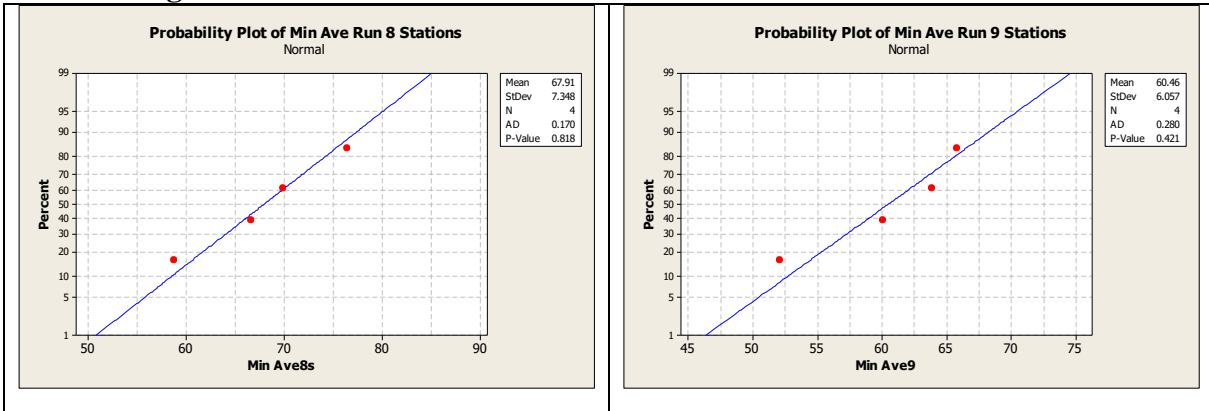 Probability Plot of Min Ave Run 8 Stations
Normal
99
95
90
80
70
60
50
40
30
20
10
5
1
Percent
50 60 70 80 90
Min Ave8s
Mean 67.91
StDev 7.348
N 4
AD 0.170
P-Value 0.818
Probability Plot of Min Ave Run 9 Stations
Normal
99
95
90
80
70
60
50
40
30
20
10
5
1
Percent
45 50 55 60 65 70 75
Min Ave9
Mean 60.46
StDev 6.057
N 4
AD 0.280
P-Value 0.421